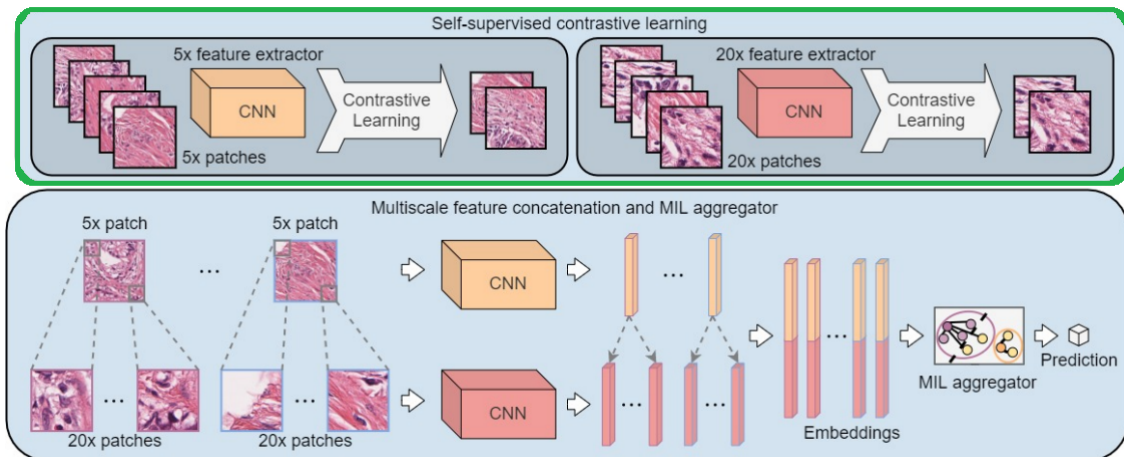 Self-supervised contrastive learning
5x feature extractor
CNN
Contrastive
Learning
5x patches
20x feature extractor
CNN
Contrastive
Learning
20x patches
Multiscale feature concatenation and MIL aggregator
5x patch
5x patch
...
CNN
...
...
...
20x patches
20x patches
CNN
...
...
...
Embeddings
MIL aggregator
Prediction